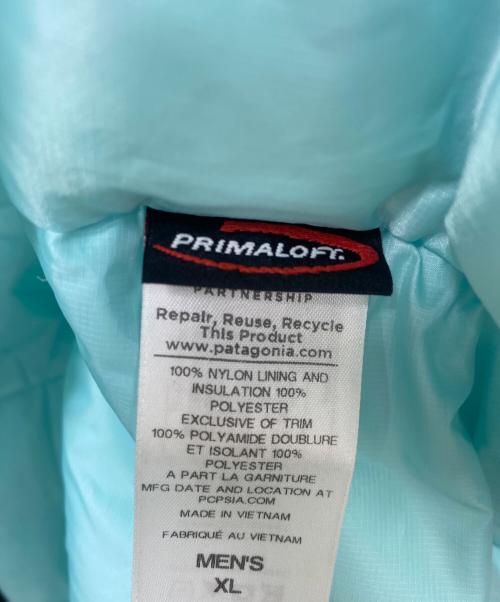 PRIMALOFT.
PARTNERSHIP
Repair, Reuse, Recycle
This Product
www.patagonia.com
100% NYLON LINING AND
INSULATION 100%
POLYESTER
EXCLUSIVE OF TRIM
100% POLYAMIDE DOUBLURE
ET ISOLANT 100%
POLYESTER
A PART LA GARNITURE
MFG DATE AND LOCATION AT
PCPSIA.COM
MADE IN VIETNAM
FABRIQUÉ AU VIETNAM
MEN'S
XL